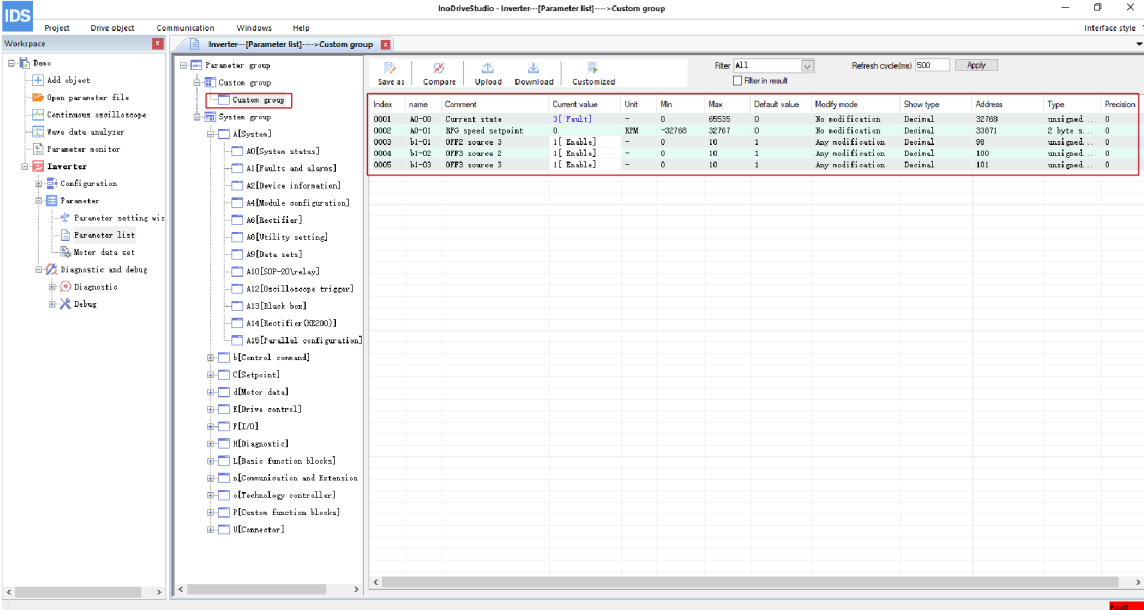 InoDriveStudio - Inverter---[Parameter list]---->Custom group
IDS
Project Drive object Communication Windows Help Interface style
Workspace
Inverter---[Parameter list]---->Custom group
Demo
Add object
Open parameter file
Continuous oscilloscope
Wave data analyzer
Parameter monitor
Inverter
Configuration
Parameter
Parameter setting wiz
Parameter list
Motor data set
Diagnostic and debug
Diagnostic
Debug
Parameter group
Custom group
Custom group
System group
A[System]
A0[System status]
A1[Faults and alarms]
A2[Device information]
A4[Module configuration]
A6[Rectifier]
A8[Utility setting]
A9[Data sets]
A10[SOP-20\relay]
A12[Oscilloscope trigger]
A13[Black box]
A14[Rectifier(HE200)]
A15[Parallel configuration]
b[Control command]
C[Setpoint]
d[Motor data]
E[Drive control]
F[I/O]
H[Diagnostic]
L[Basic function blocks]
n[Communication and Extension
o[Technology controller]
P[Custom function blocks]
U[Connector]
Save as Compare Upload Download Customized
Filter All Refresh cycle(ms) 500 Apply
Filter in result
Index name Comment Current value Unit Min Max Default value Modify mode Show type Address Type Precision
0001 A0-00 Current state 3[ Fault] - 0 65535 0 No modification Decimal 32768 unsigned... 0
0002 A0-01 RFG speed setpoint 0 RPM -32768 32767 0 No modification Decimal 33871 2 byte s... 0
0003 b1-01 OFF2 source 3 1[ Enable] - 0 10 1 Any modification Decimal 99 unsigned... 0
0004 b1-02 OFF3 source 2 1[ Enable] - 0 10 1 Any modification Decimal 100 unsigned... 0
0005 b1-03 OFF3 source 3 1[ Enable] - 0 10 1 Any modification Decimal 101 unsigned... 0
Fault